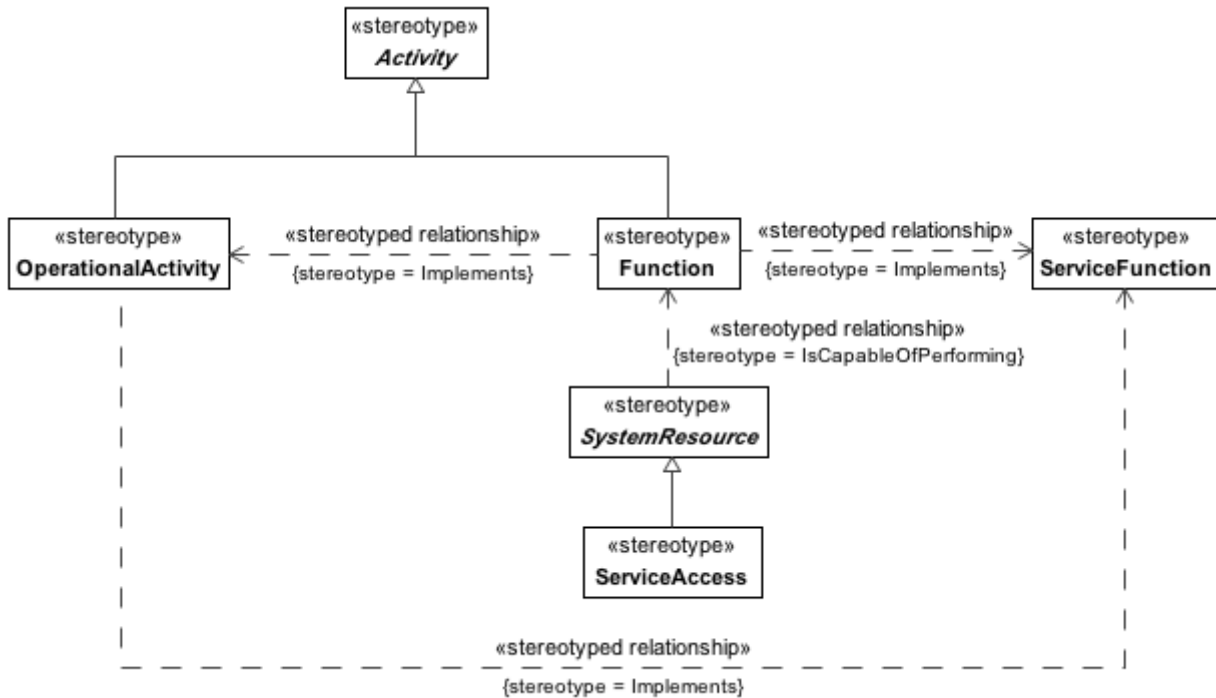 «stereotype»
Activity
«stereotype»
OperationalActivity
«stereotyped relationship»
{stereotype = Implements}
«stereotype»
Function
«stereotyped relationship»
{stereotype = Implements}
«stereotype»
ServiceFunction
«stereotyped relationship»
{stereotype = IsCapableOfPerforming}
«stereotype»
SystemResource
«stereotype»
ServiceAccess
«stereotyped relationship»
{stereotype = Implements}